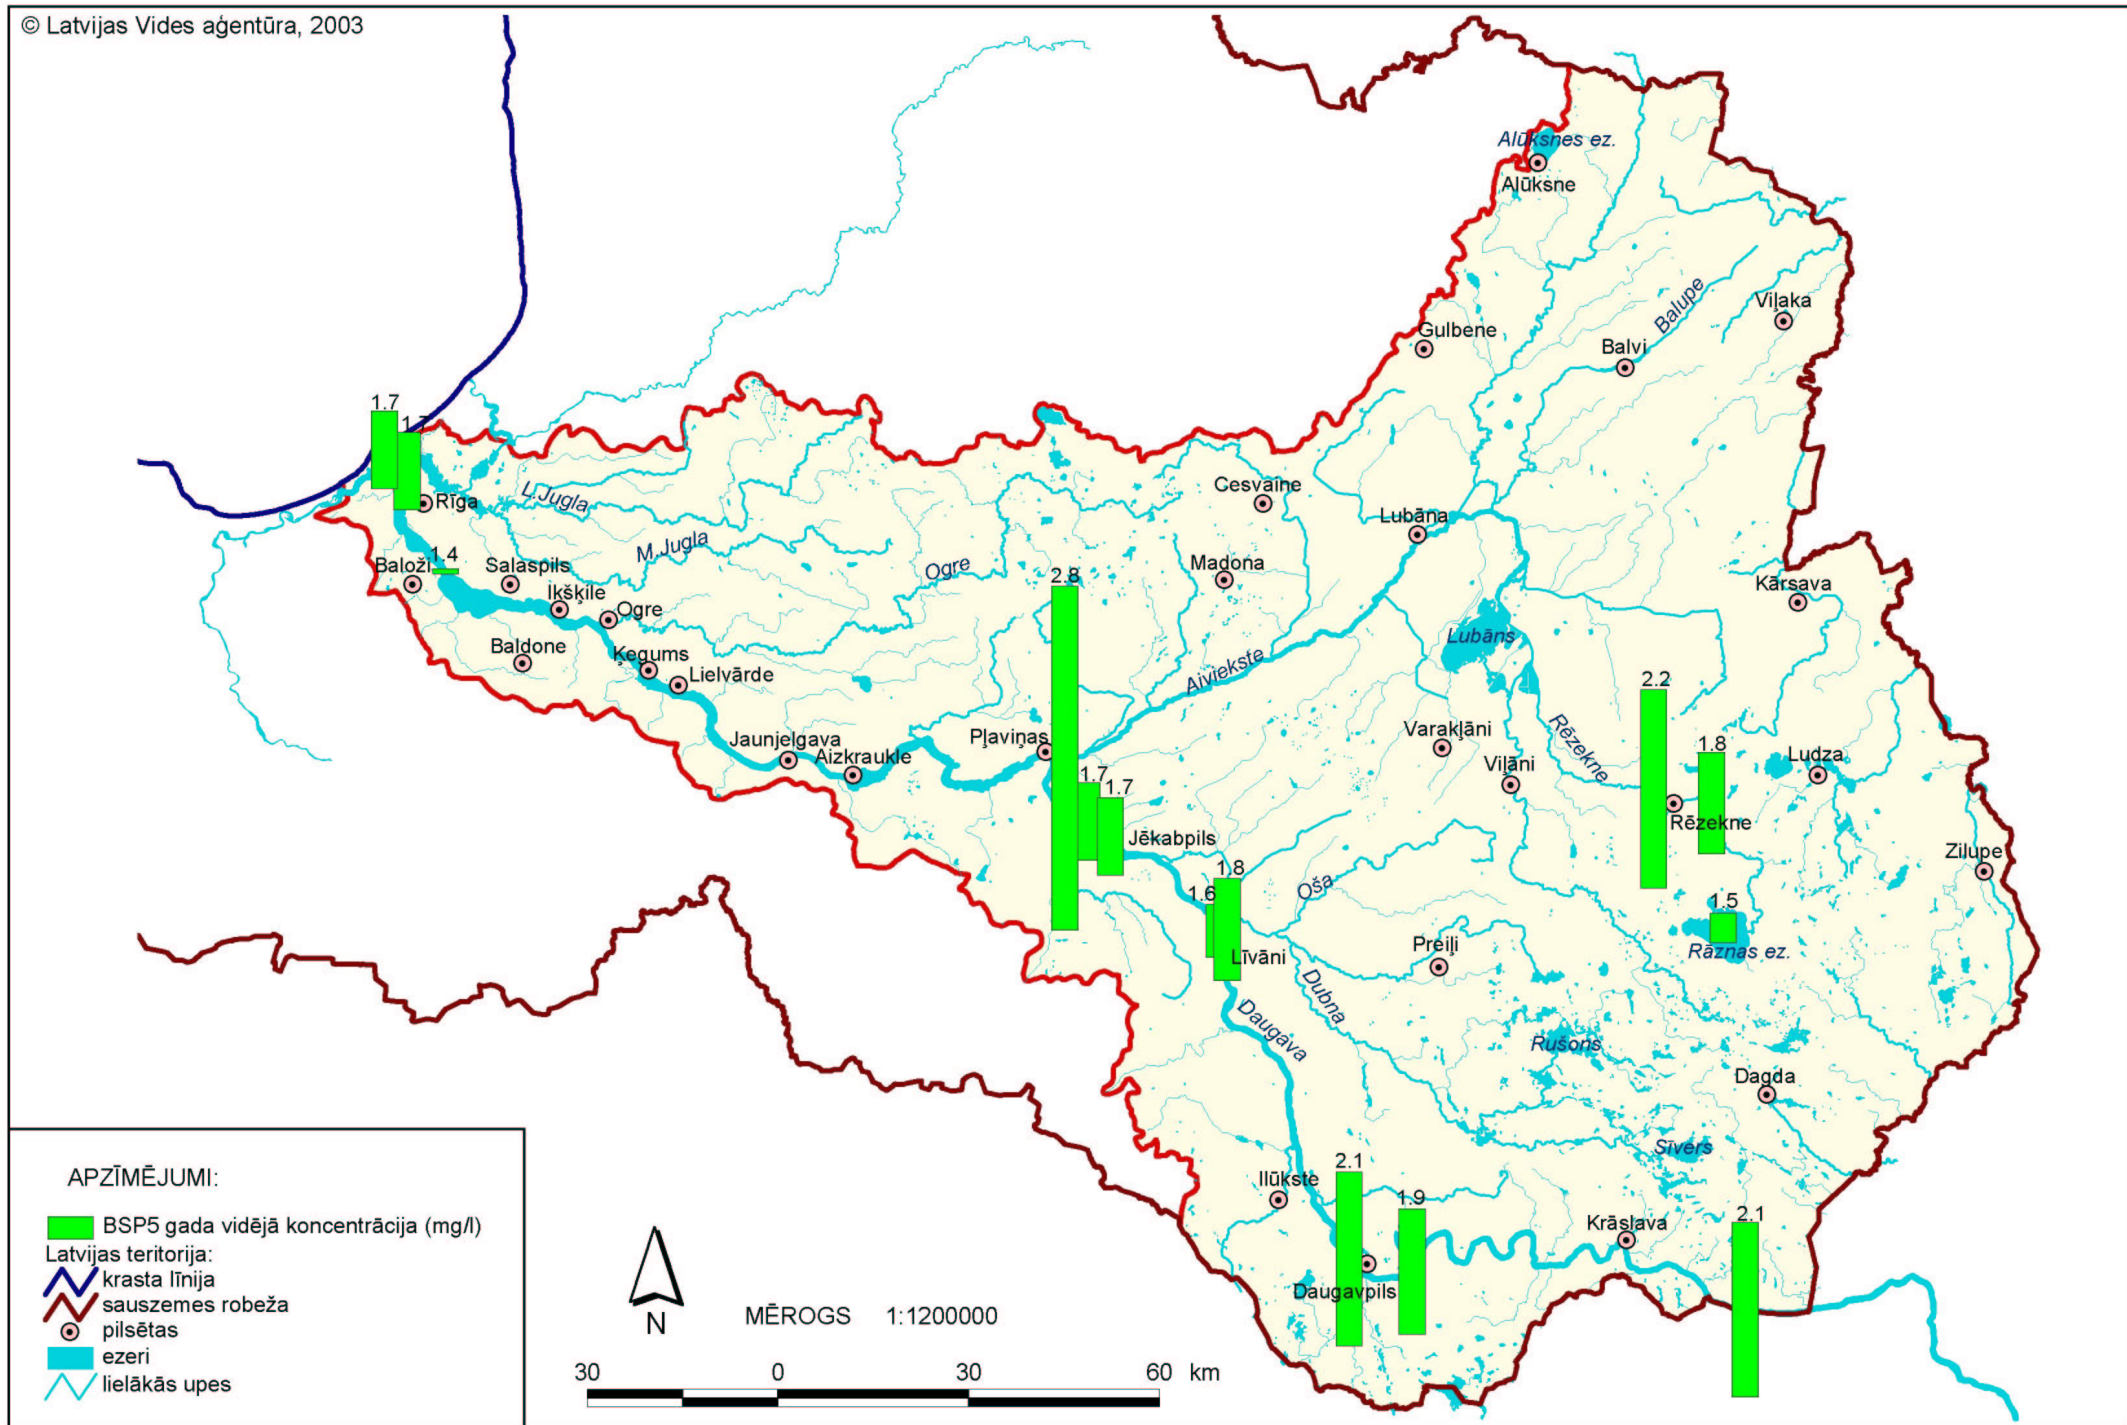 © Latvijas Vides aģentūra, 2003
Alūksnes ez.
Alūksne
Viļaka
Balupe
Gulbene
Balvi
1.7
1.7
Cesvaine
L.Jugla
Rīga
Lubāna
M.Jugla
1.4
Baloži
Salaspils
Ogre
Madona
2.8
Kārsava
Ikšķile
Ogre
Lubāns
Baldone
Ķegums
Lielvārde
Aiviekste
2.2
Rēzekne
Varakļāni
Jaunjelgava
Pļaviņas
Aizkraukle
1.8
Ludza
Viļāni
1.7
1.7
Rēzekne
Jēkabpils
Zilupe
1.8
1.6
Oša
1.5
Preiļi
Rāznas ez.
Līvāni
Dubna
Daugava
Rušons
Dagda
Sīvers
2.1
Ilūkste
1.9
Krāslava
2.1
Daugavpils
APZĪMĒJUMI:
BSP5 gada vidējā koncentrācija (mg/l)
Latvijas teritorija:
krasta līnija
sauszemes robeža
pilsētas
ezeri
lielākās upes
N
MĒROGS 1:1200000
30 0 30 60 km